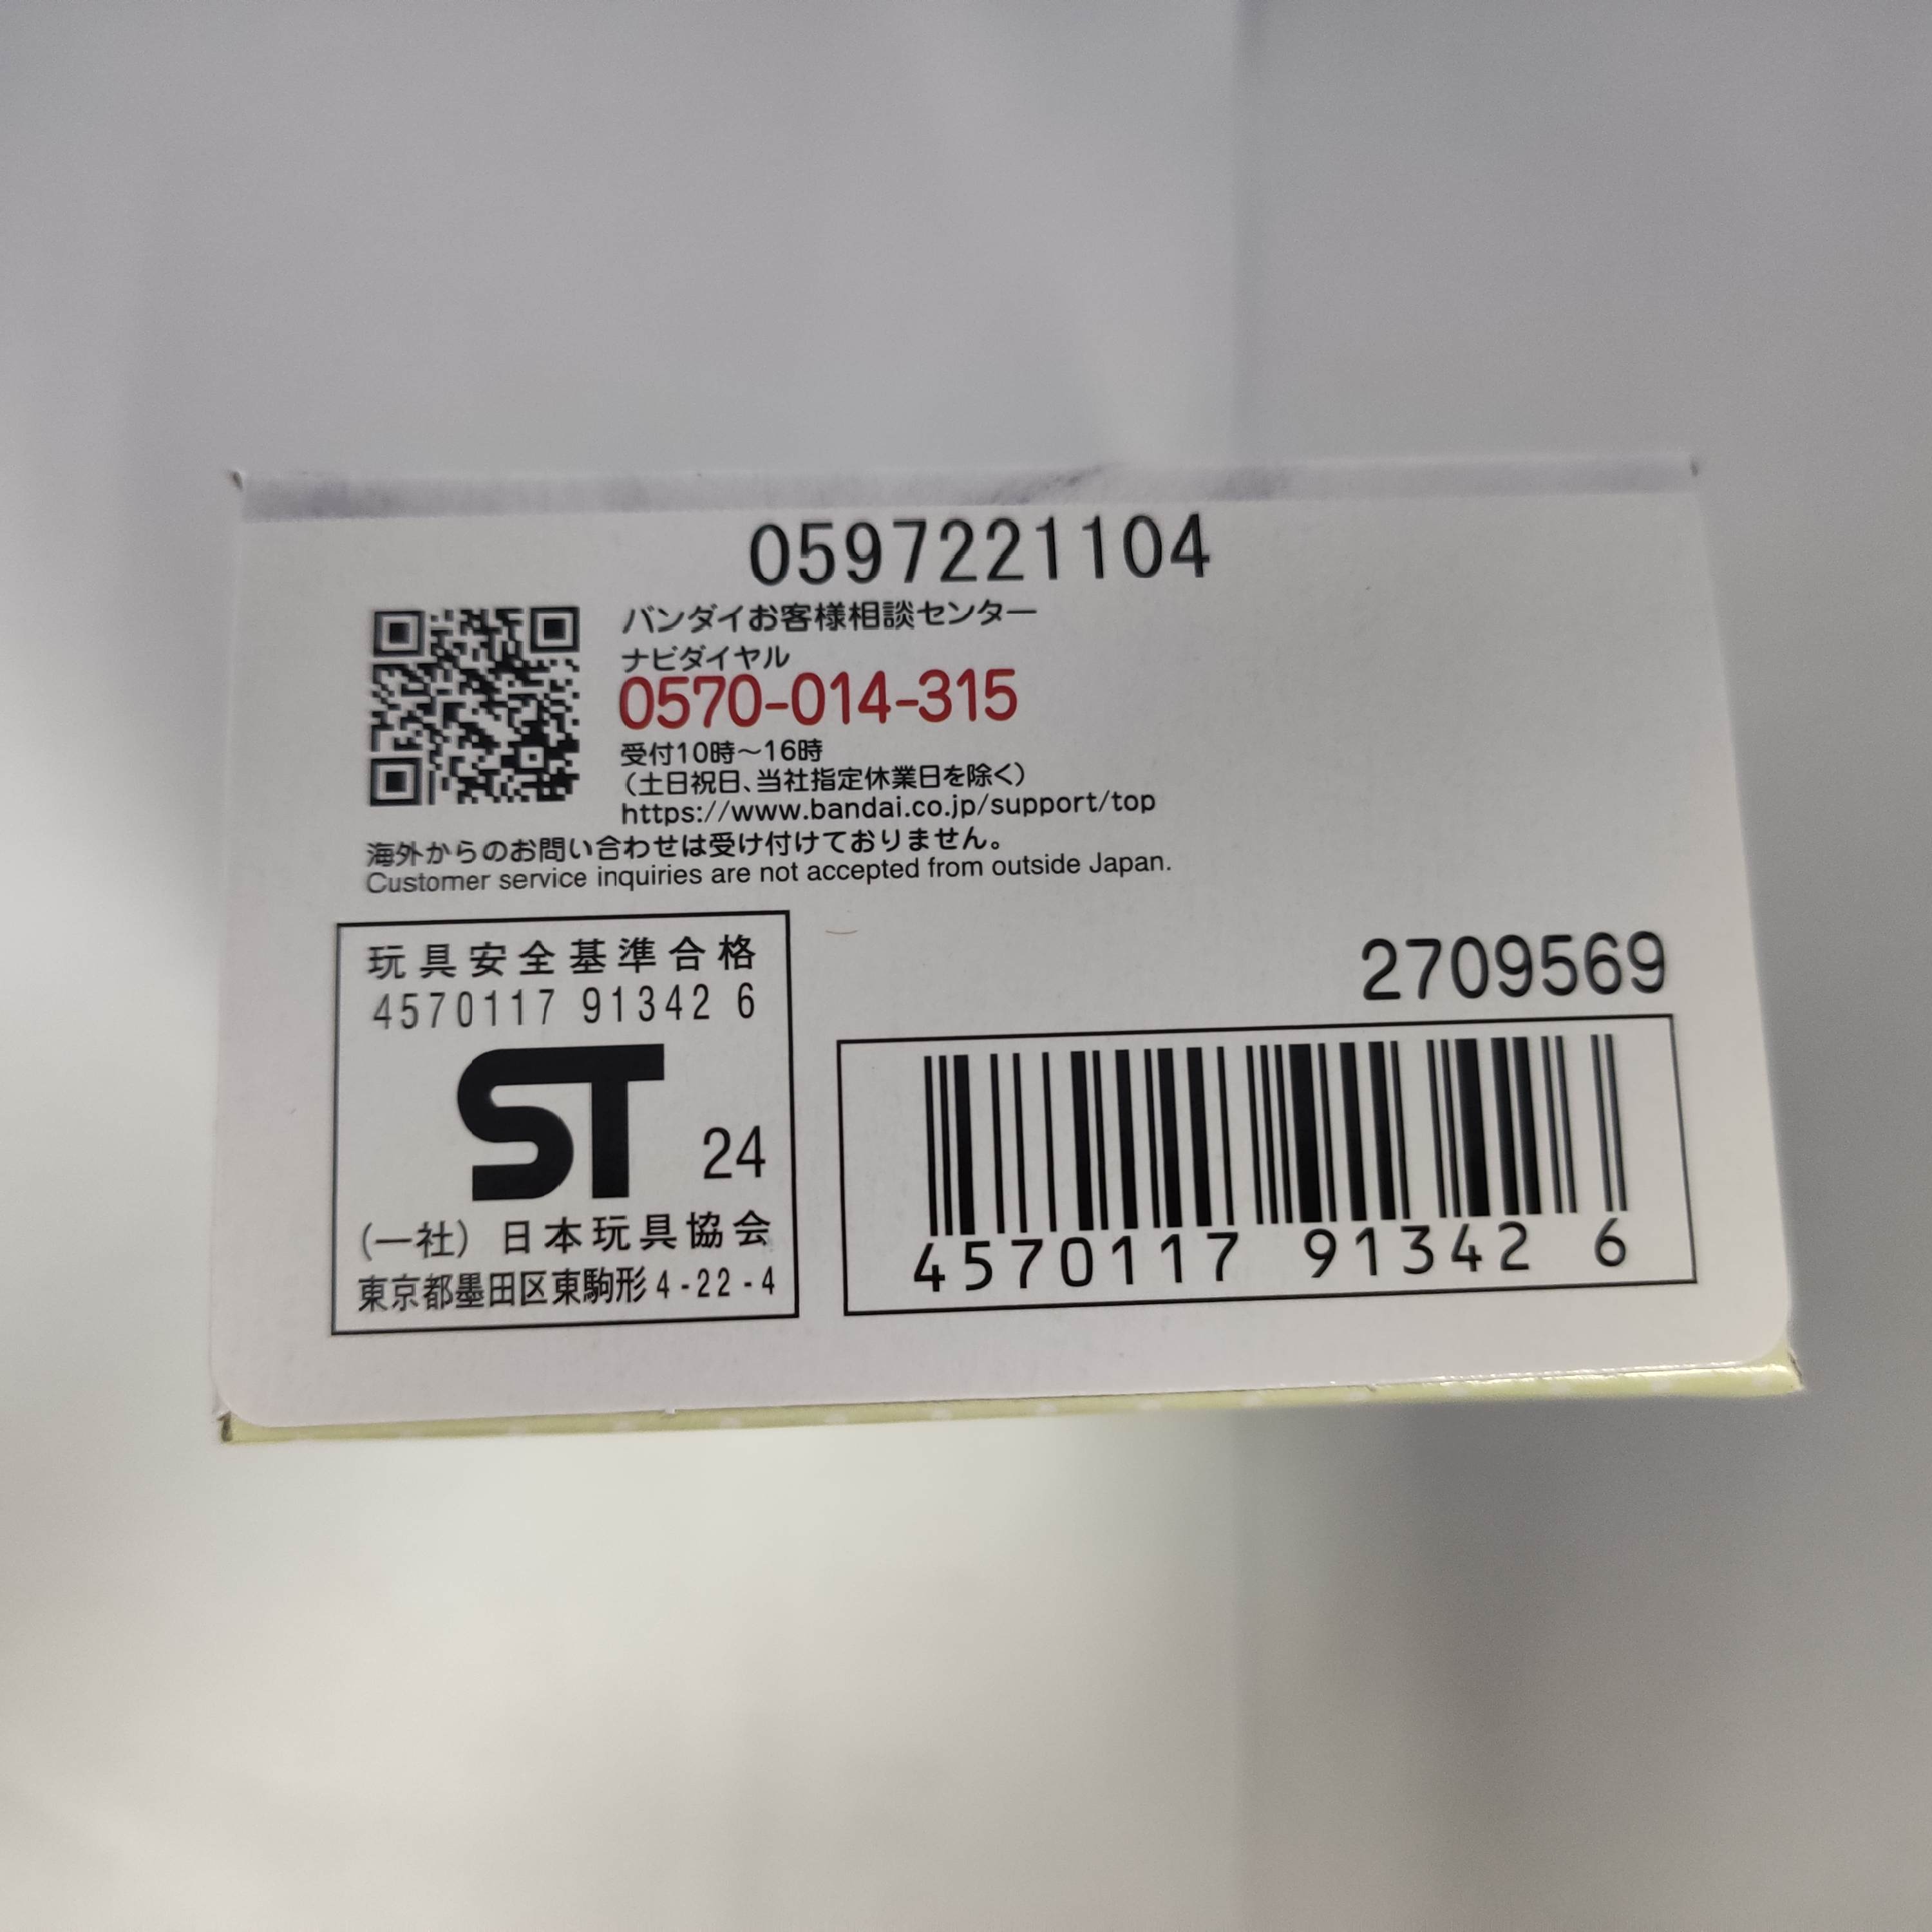 0597221104
バンダイお客様相談センター
ナビダイヤル
0570-014-315
受付10時～16時
（土日祝日、当社指定休業日を除く）
https://www.bandai.co.jp/support/top
海外からのお問い合わせは受け付けておりません。
Customer service inquiries are not accepted from outside Japan.
玩具安全基準合格
4570117 91342 6
ST 24
（一社）日本玩具協会
東京都墨田区東駒形4-22-4
2709569
4570117 91342 6